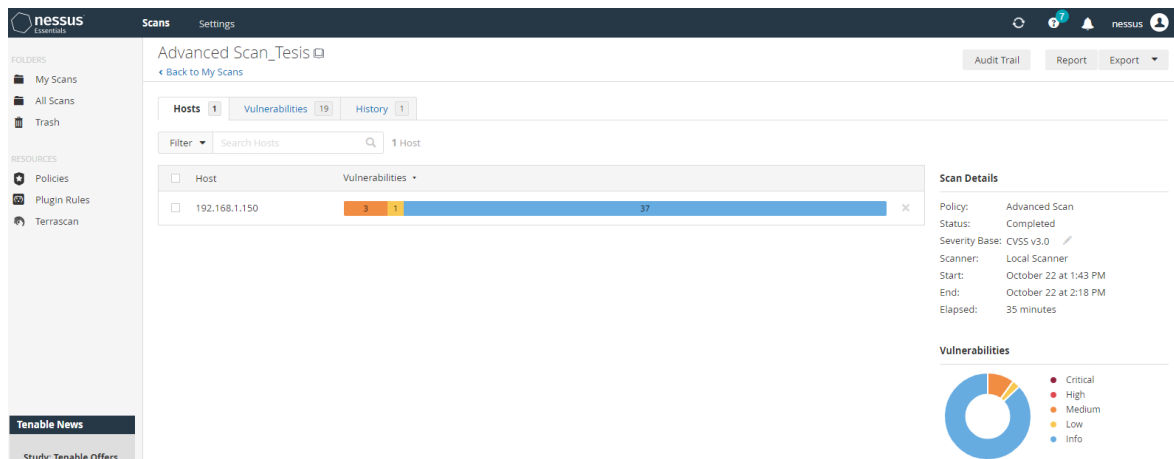 nessus
Essentials
Scans
Settings
7
nessus
FOLDERS
My Scans
All Scans
Trash
RESOURCES
Policies
Plugin Rules
Terrascan
Tenable News
Study: Tenable Offers
Advanced Scan_Tesis
Back to My Scans
Audit Trail
Report
Export
Hosts 1
Vulnerabilities 19
History 1
Filter
Search Hosts
1 Host
Host
Vulnerabilities
192.168.1.150
3 1 37
Scan Details
Policy: Advanced Scan
Status: Completed
Severity Base: CVSS v3.0
Scanner: Local Scanner
Start: October 22 at 1:43 PM
End: October 22 at 2:18 PM
Elapsed: 35 minutes
Vulnerabilities
Critical
High
Medium
Low
Info